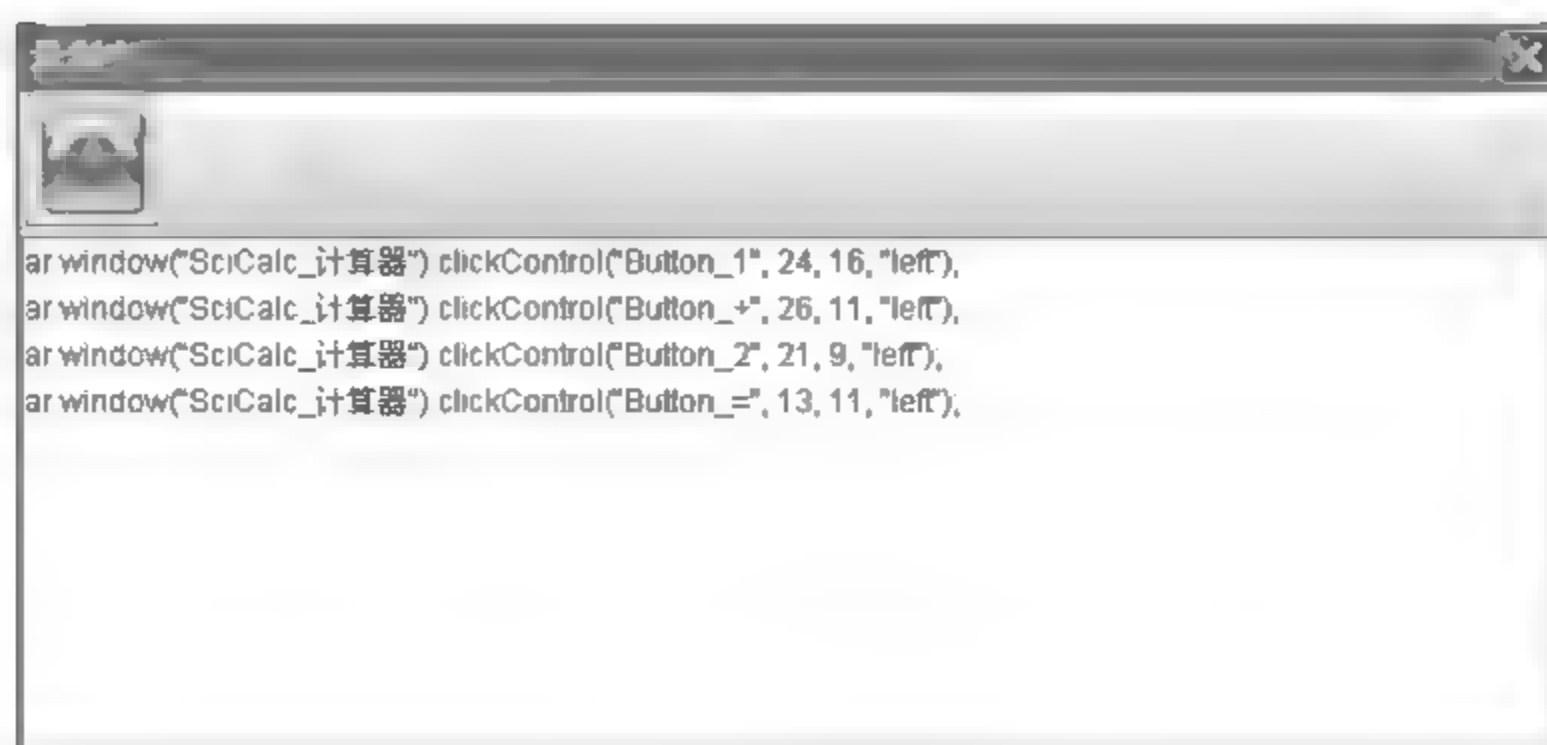 ar window("SciCalc_计算器") clickControl("Button_1", 24, 16, "left"),
ar window("SciCalc_计算器") clickControl("Button_+", 26, 11, "left"),
ar window("SciCalc_计算器") clickControl("Button_2", 21, 9, "left");
ar window("SciCalc_计算器") clickControl("Button_=", 13, 11, "left"),